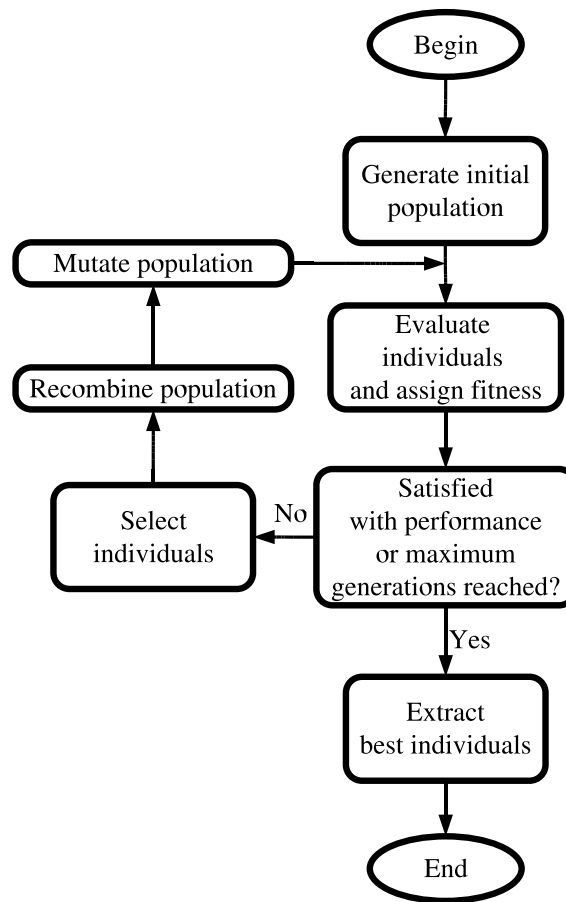 Begin
Generate initial
population
Mutate population
Evaluate
individuals
and assign fitness
Recombine population
Satisfied
with performance
or maximum
generations reached?
No
Select
individuals
Yes
Extract
best individuals
End